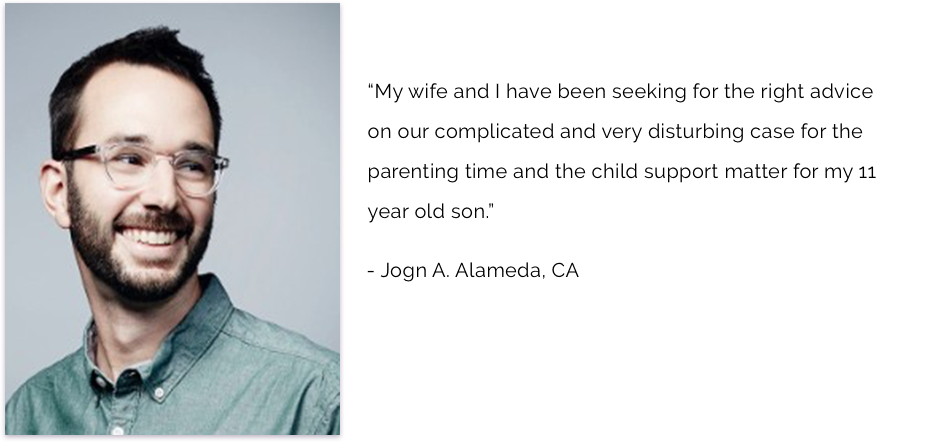 “My wife and I have been seeking for the right advice
on our complicated and very disturbing case for the
parenting time and the child support matter for my 11
year old son.”
- Jogn A. Alameda, CA